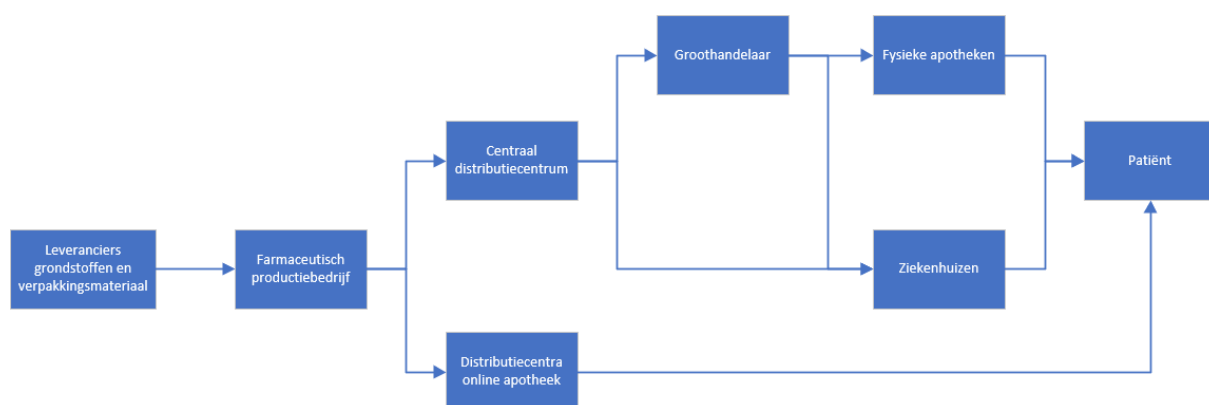 Groothandelaar
Fysieke apotheken
Centraal
distributiecentrum
Patiënt
Leveranciers
grondstoffen en
verpakkingsmateriaal
Farmaceutisch
productiebedrijf
Ziekenhuizen
Distributiecentra
online apotheek